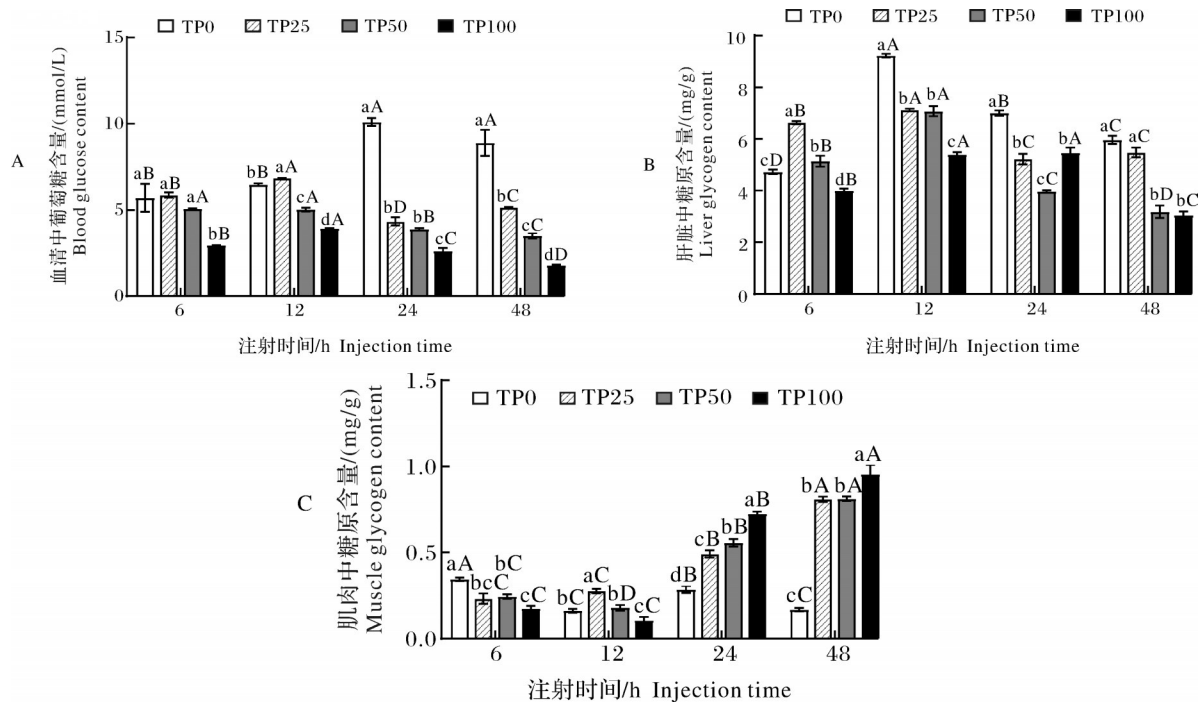 TP0 TP25 TP50 TP100
A
血清中葡萄糖含量/(mmol/L)
Blood glucose content
15
10
5
0
aB aB aA bB
bB aA cA dA
aA bD bB cC
aA bC cC dD
6 12 24 48
注射时间/h Injection time
TP0 TP25 TP50 TP100
B
肝脏中糖原含量/(mg/g)
Liver glycogen content
10
8
6
4
2
0
cD aB bB dB
aA bA bA cA
aB bC cC bA
aC aC bD bC
6 12 24 48
注射时间/h Injection time
TP0 TP25 TP50 TP100
C
肌肉中糖原含量/(mg/g)
Muscle glycogen content
1.5
1.0
0.5
0.0
aA bcC bC cC
bC aC bD cC
dB cB bB aB
cC bA bA aA
6 12 24 48
注射时间/h Injection time